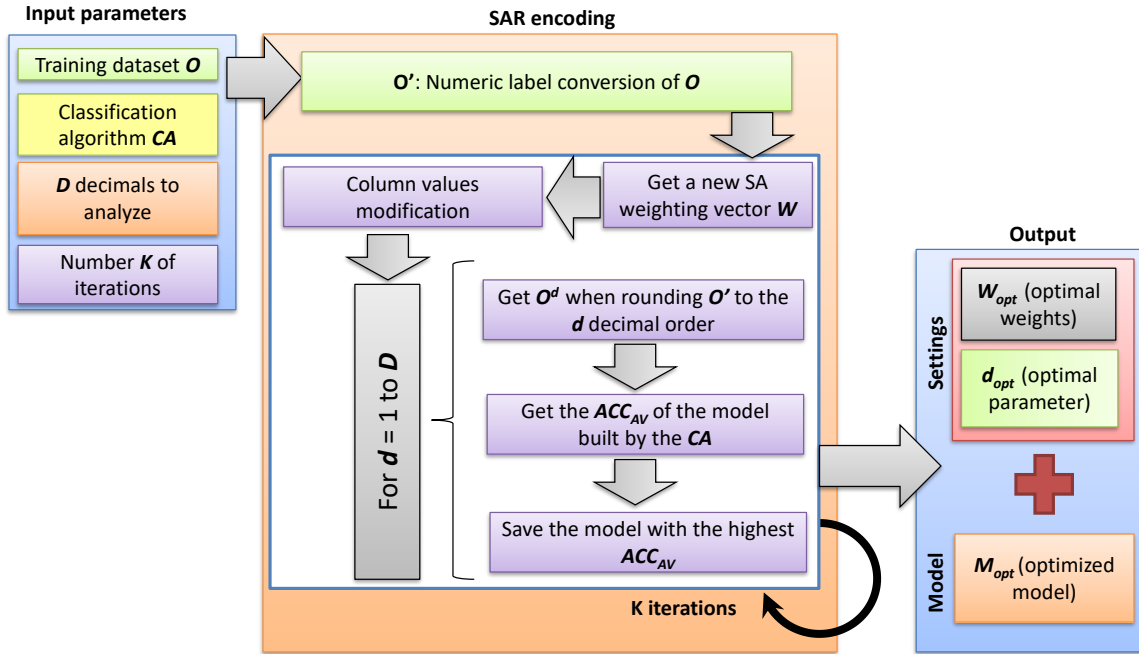 Input parameters
Training dataset O
Classification
algorithm CA
D decimals to
analyze
Number K of
iterations
SAR encoding
O’: Numeric label conversion of O
Get a new SA
weighting vector W
Column values
modification
For d = 1 to D
Get O^d when rounding O’ to the
d decimal order
Get the ACC_AV of the model
built by the CA
Save the model with the highest
ACC_AV
K iterations
Output
Settings
W_opt (optimal
weights)
d_opt (optimal
parameter)
Model
M_opt (optimized
model)